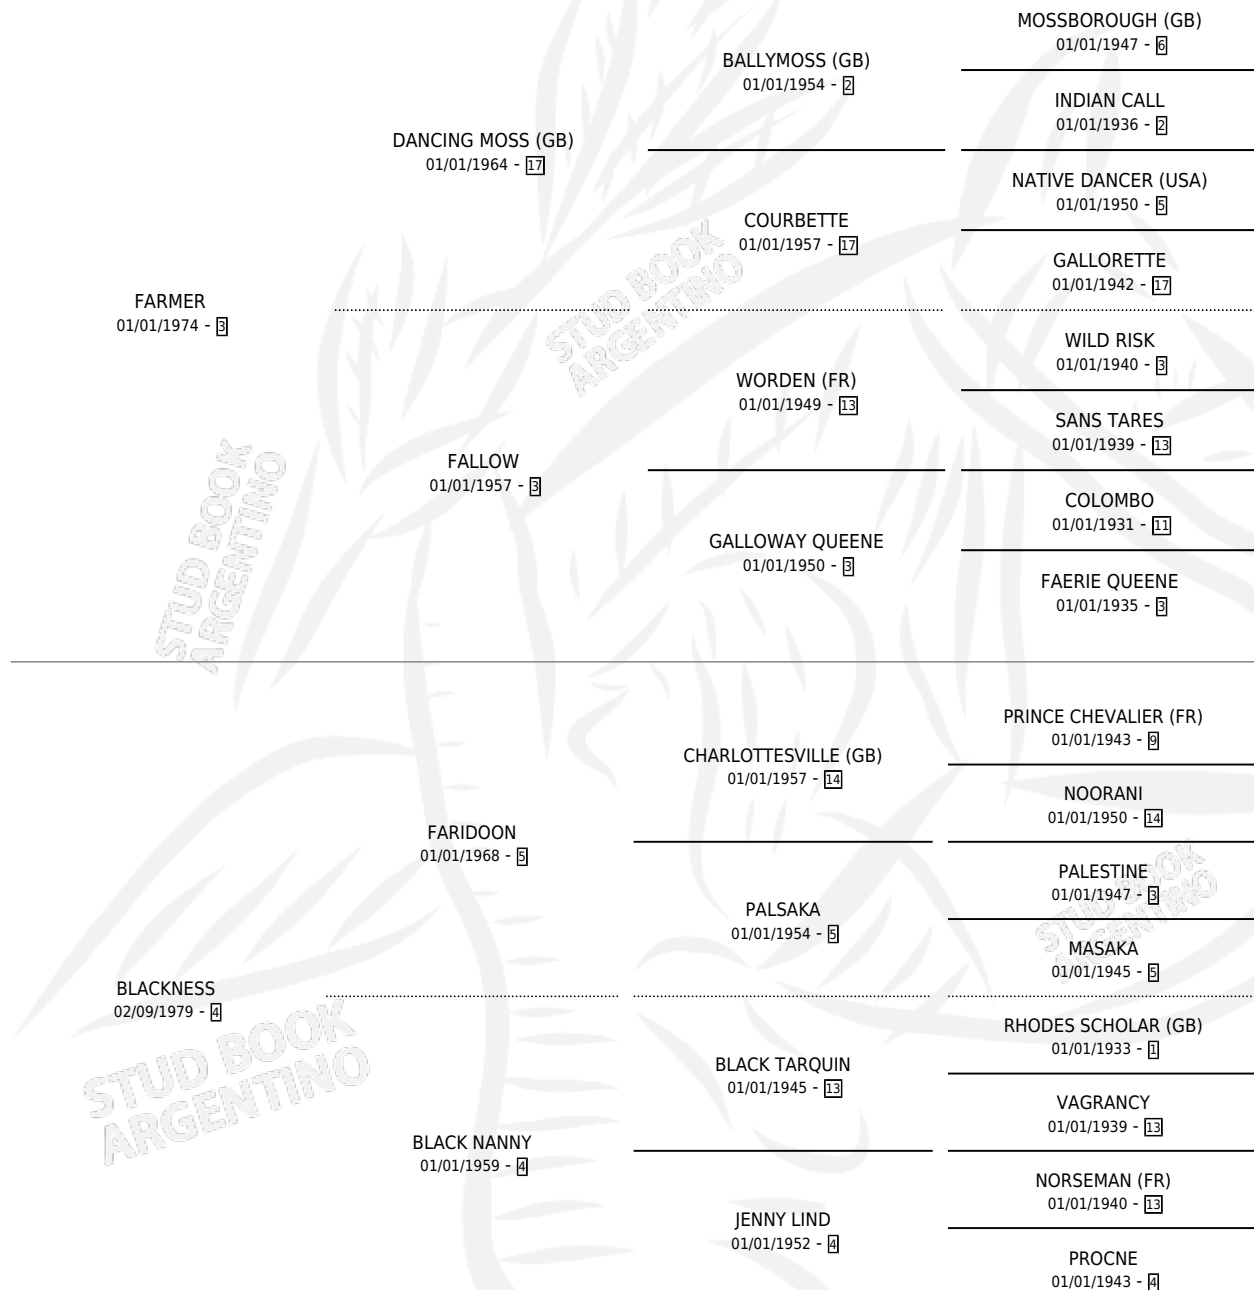 MOSSBOROUGH (GB)
01/01/1947 - 6
BALLYMOSS (GB)
01/01/1954 - 2
INDIAN CALL
01/01/1936 - 2
DANCING MOSS (GB)
01/01/1964 - 17
NATIVE DANCER (USA)
01/01/1950 - 5
COURBETTE
01/01/1957 - 17
GALLORETTE
01/01/1942 - 17
FARMER
01/01/1974 - 3
WILD RISK
01/01/1940 - 3
WORDEN (FR)
01/01/1949 - 13
SANS TARES
01/01/1939 - 13
FALLOW
01/01/1957 - 3
COLOMBO
01/01/1931 - 11
GALLOWAY QUEENE
01/01/1950 - 3
FAERIE QUEENE
01/01/1935 - 3
PRINCE CHEVALIER (FR)
01/01/1943 - 9
CHARLOTTESVILLE (GB)
01/01/1957 - 14
NOORANI
01/01/1950 - 14
FARIDOON
01/01/1968 - 5
PALESTINE
01/01/1947 - 3
PALSAKA
01/01/1954 - 5
MASAKA
01/01/1945 - 5
BLACKNESS
02/09/1979 - 4
RHODES SCHOLAR (GB)
01/01/1933 - 1
BLACK TARQUIN
01/01/1945 - 13
VAGRANCY
01/01/1939 - 13
BLACK NANNY
01/01/1959 - 4
NORSEMAN (FR)
01/01/1940 - 13
JENNY LIND
01/01/1952 - 4
PROCNE
01/01/1943 - 4
STUD BOOK
ARGENTINO
STUD BOOK
ARGENTINO
STUD BOOK
ARGENTINO
STUD BOOK
ARGENTINO